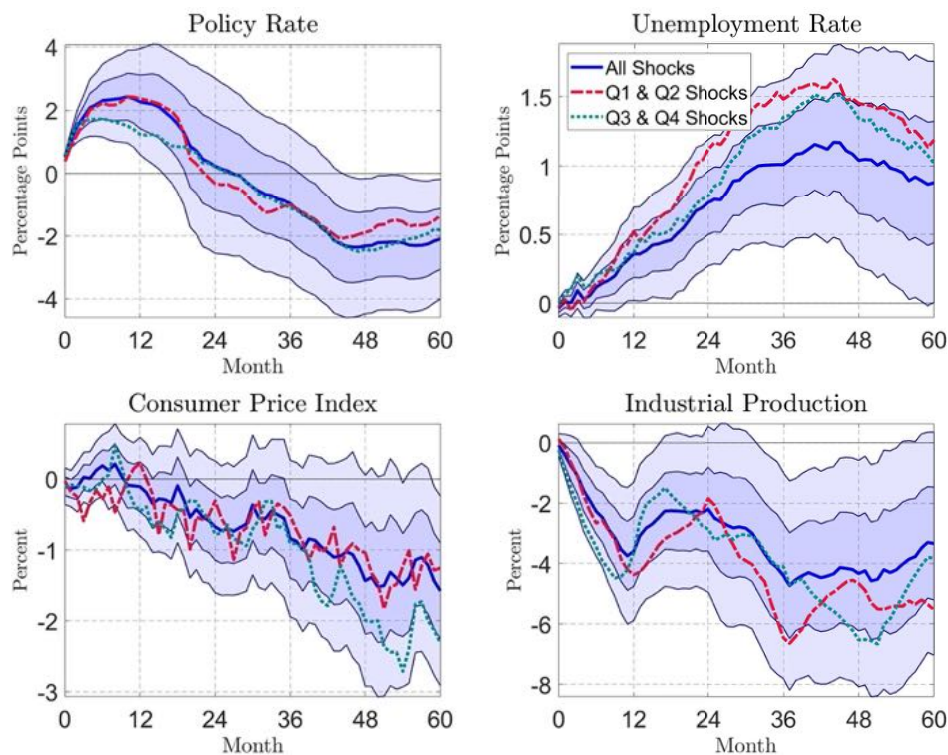 Policy Rate
Percentage Points
4
2
0
-2
-4
0 12 24 36 48 60
Month
Unemployment Rate
Percentage Points
1.5
1
0.5
0
All Shocks
Q1 & Q2 Shocks
Q3 & Q4 Shocks
0 12 24 36 48 60
Month
Consumer Price Index
Percent
0
-1
-2
-3
0 12 24 36 48 60
Month
Industrial Production
Percent
0
-2
-4
-6
-8
0 12 24 36 48 60
Month